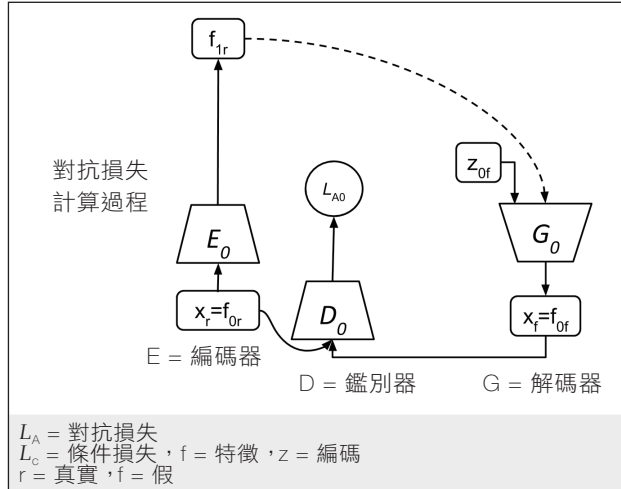 f1r
對抗損失
計算過程
LA0
z0f
E0
G0
xr=f0r
D0
xf=f0f
E = 編碼器
D = 鑑別器
G = 解碼器
LA = 對抗損失
Lc = 條件損失，f = 特徵，z = 編碼
r = 真實，f = 假